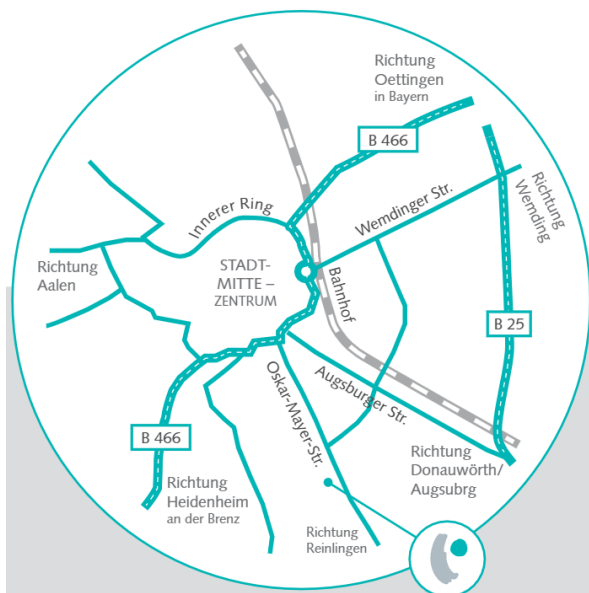 Richtung
Oettingen
in Bayern
B 466
Innerer Ring
Wemdinger Str.
Richtung
Wemding
Richtung
Aalen
STADT-
MITTE –
ZENTRUM
Bahnhof
B 25
Oskar-Mayer-Str.
Augsburger Str.
B 466
Richtung
Donauwörth/
Augsubrg
Richtung
Heidenheim
an der Brenz
Richtung
Reinlingen